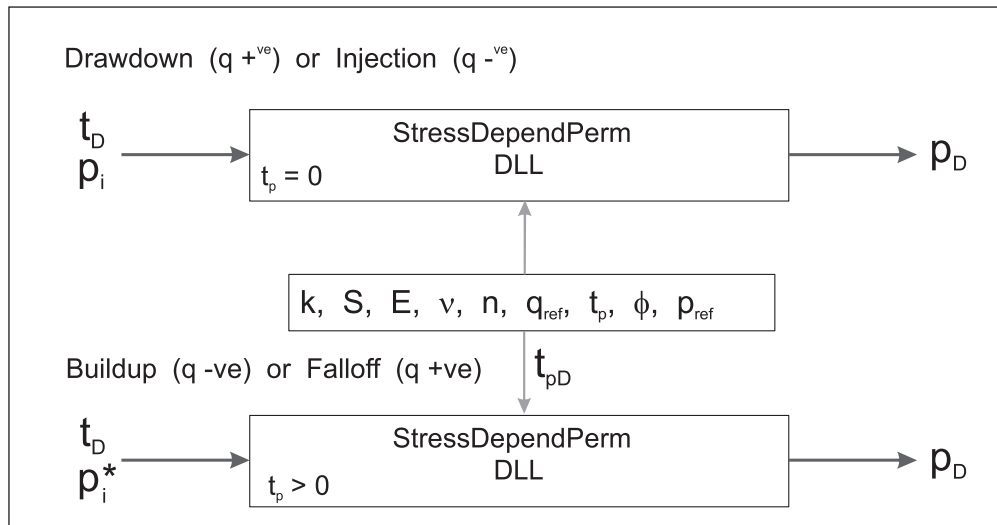 Drawdown (q +ve) or Injection (q -ve)
tD
pi
StressDependPerm
DLL
tp = 0
pD
k, S, E, ν, n, qref, tp, ϕ, pref
Buildup (q -ve) or Falloff (q +ve)
tpD
tD
pi*
StressDependPerm
DLL
tp > 0
pD